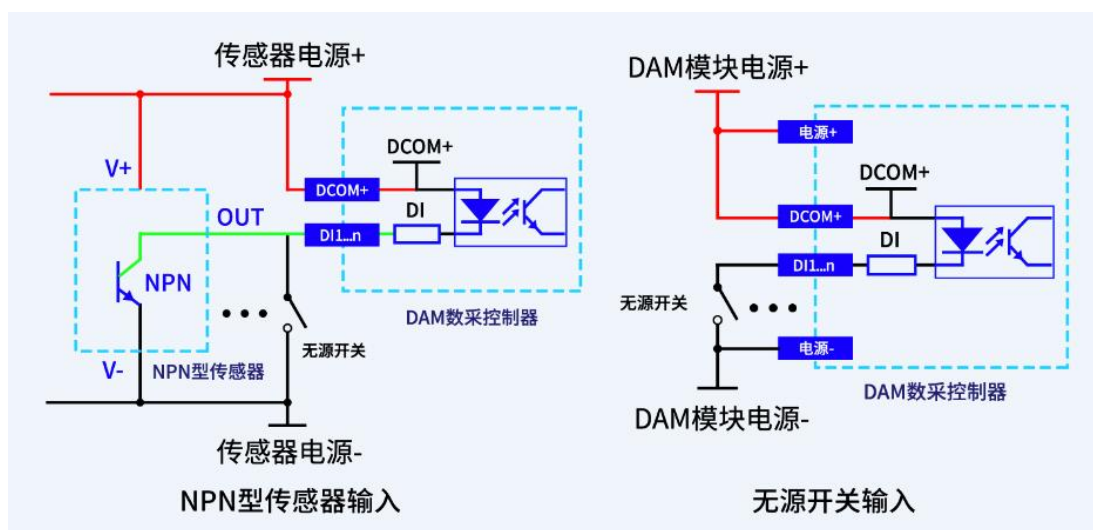 传感器电源+
DCOM+
V+
DCOM+
OUT
DI
DI1...n
NPN
无源开关
DAM数采控制器
V-
NPN型传感器
传感器电源-
NPN型传感器输入
DAM模块电源+
电源+
DCOM+
DCOM+
DI
DI1...n
无源开关
电源-
DAM数采控制器
DAM模块电源-
无源开关输入